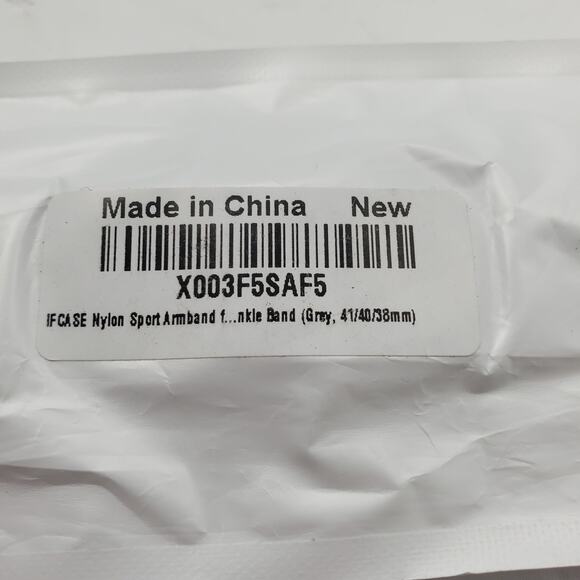 Made in China New
X003F5SAF5
IFCASE Nylon Sport Armband f...nkle Band (Grey, 41/40/38mm)